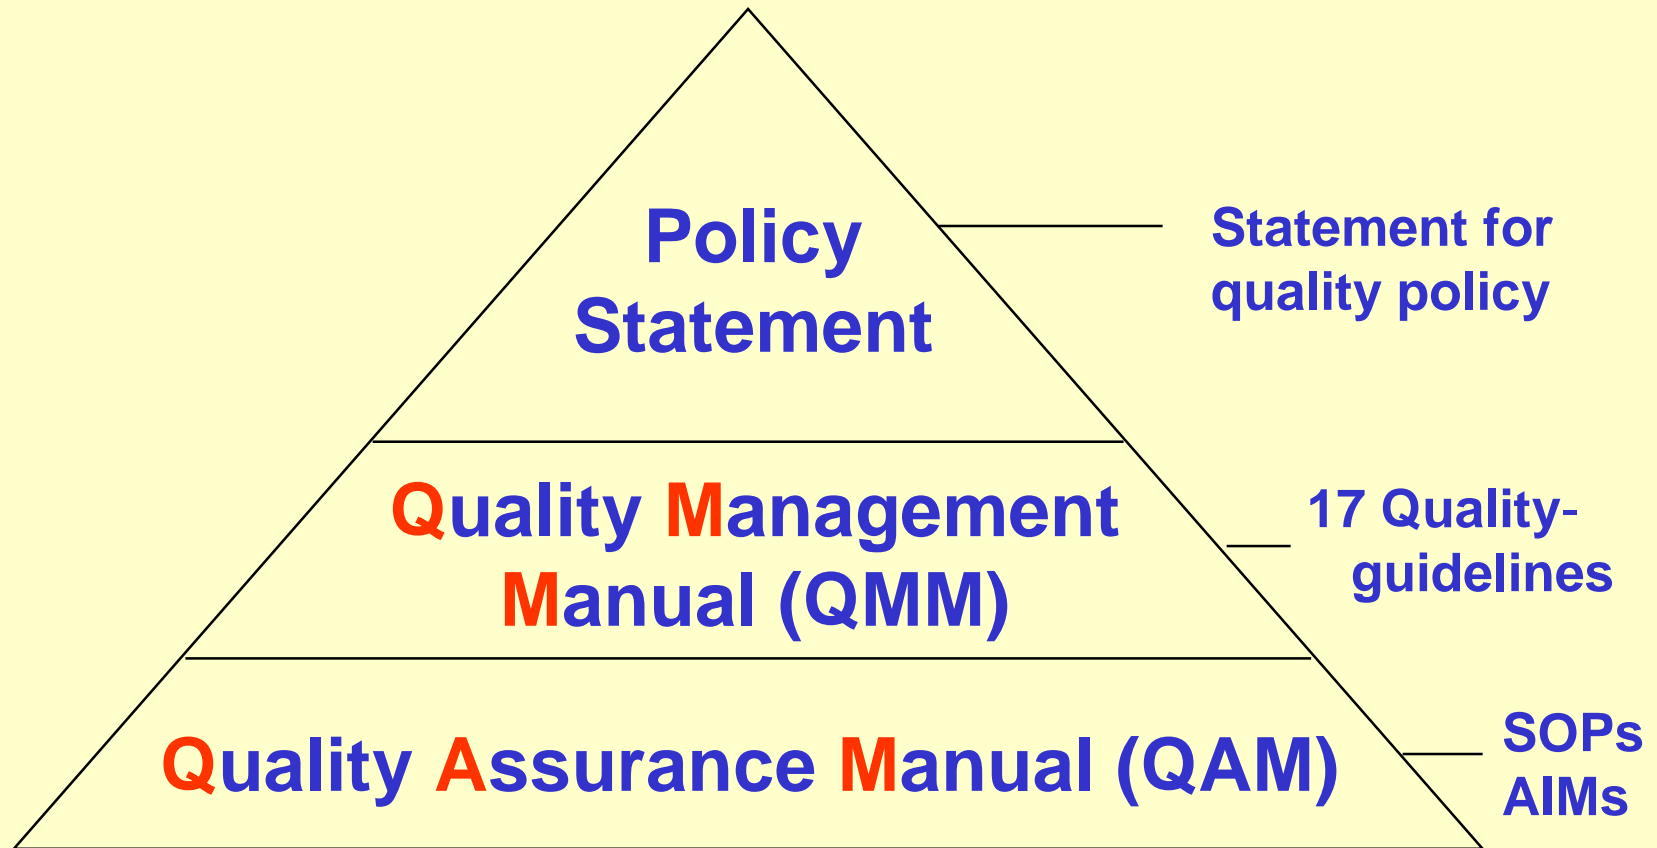 Policy
Statement
Statement for
quality policy
Quality Management
Manual (QMM)
17 Quality-
guidelines
Quality Assurance Manual (QAM)
SOPs
AIMs